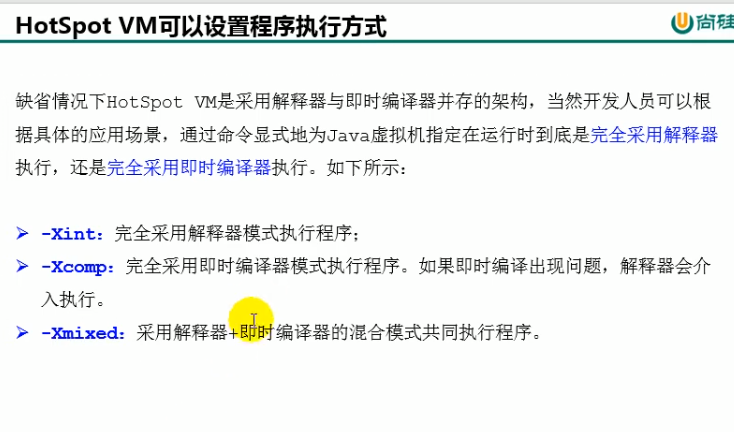 HotSpot VM可以设置程序执行方式
尚硅
缺省情况下HotSpot VM是采用解释器与即时编译器并存的架构，当然开发人员可以根
据具体的应用场景，通过命令显式地为Java虚拟机指定在运行时到底是完全采用解释器
执行，还是完全采用即时编译器执行。如下所示：
-Xint：完全采用解释器模式执行程序；
-Xcomp：完全采用即时编译器模式执行程序。如果即时编译出现问题，解释器会介
入执行。
-Xmixed：采用解释器+即时编译器的混合模式共同执行程序。